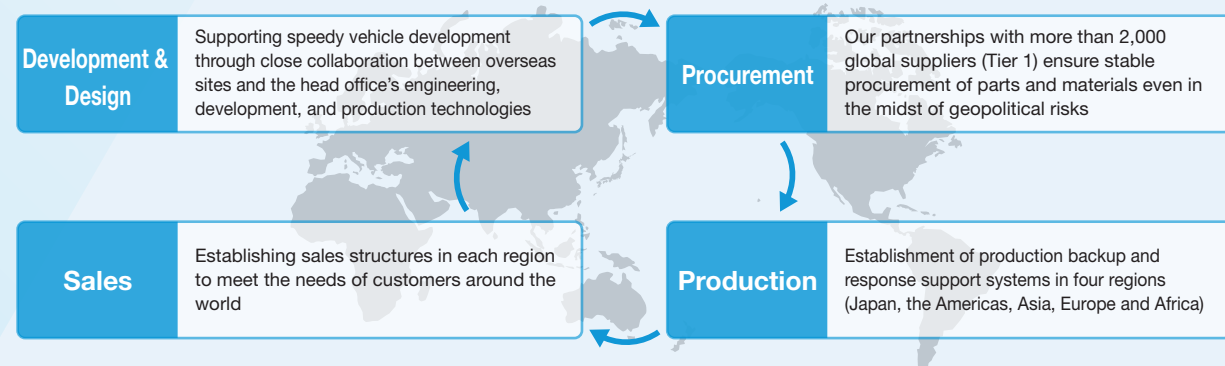 Development &
Design
Supporting speedy vehicle development
through close collaboration between overseas
sites and the head office's engineering,
development, and production technologies
Procurement
Our partnerships with more than 2,000
global suppliers (Tier 1) ensure stable
procurement of parts and materials even in
the midst of geopolitical risks
Sales
Establishing sales structures in each region
to meet the needs of customers around the
world
Production
Establishment of production backup and
response support systems in four regions
(Japan, the Americas, Asia, Europe and Africa)